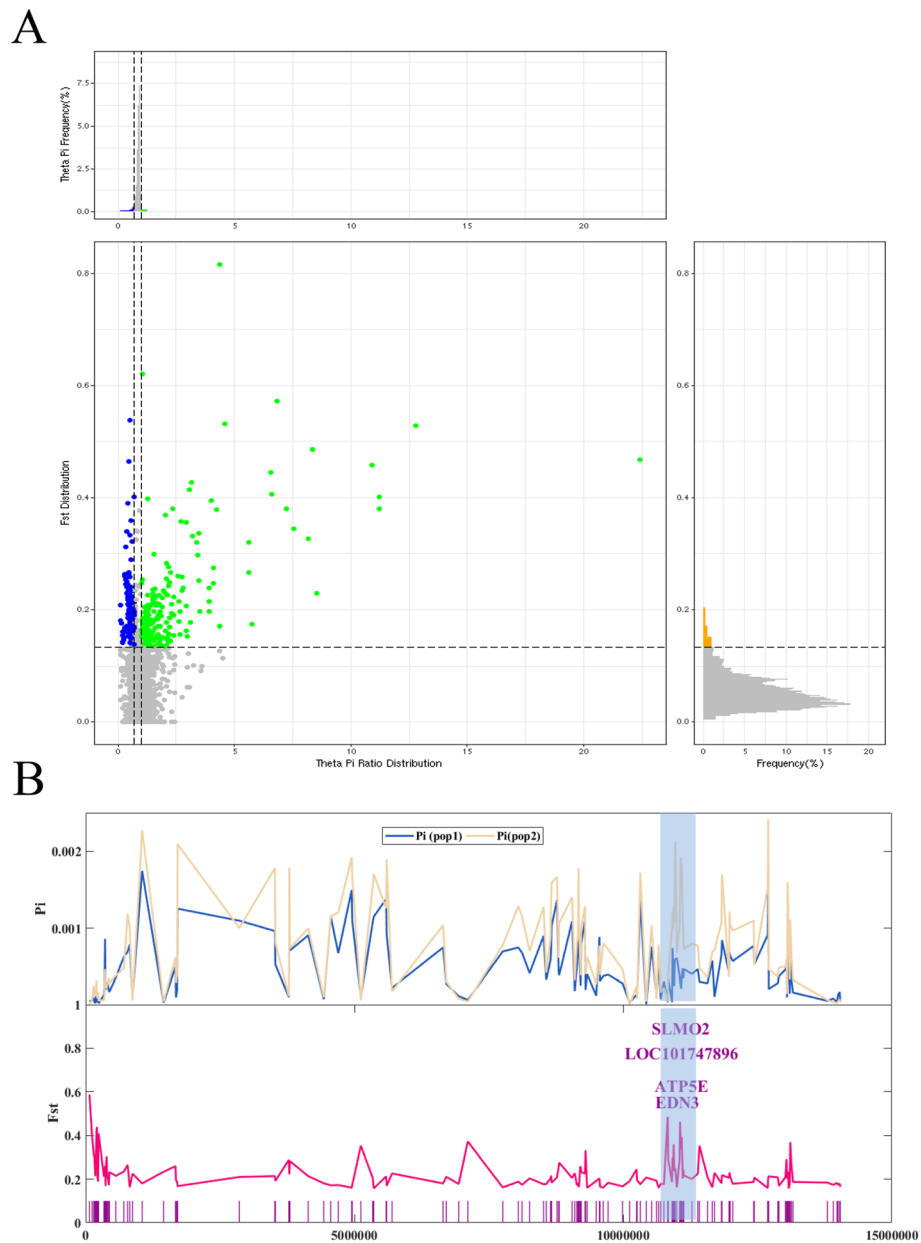 A
Theta Pi Frequency(%)
7.5
5.0
2.5
0.0
0 5 10 15 20
Fst Distribution
0.8
0.6
0.4
0.2
0.0
0 5 10 15 20
Theta Pi Ratio Distribution
0.8
0.6
0.4
0.2
0.0
0 5 10 15 20
Frequency(%)
B
Pi (pop1) Pi(pop2)
Pi
0.002
0.001
1
SLMO2
LOC101747896
ATP5E
EDN3
Fst
0.8
0.6
0.4
0.2
0
0 5000000 10000000 15000000